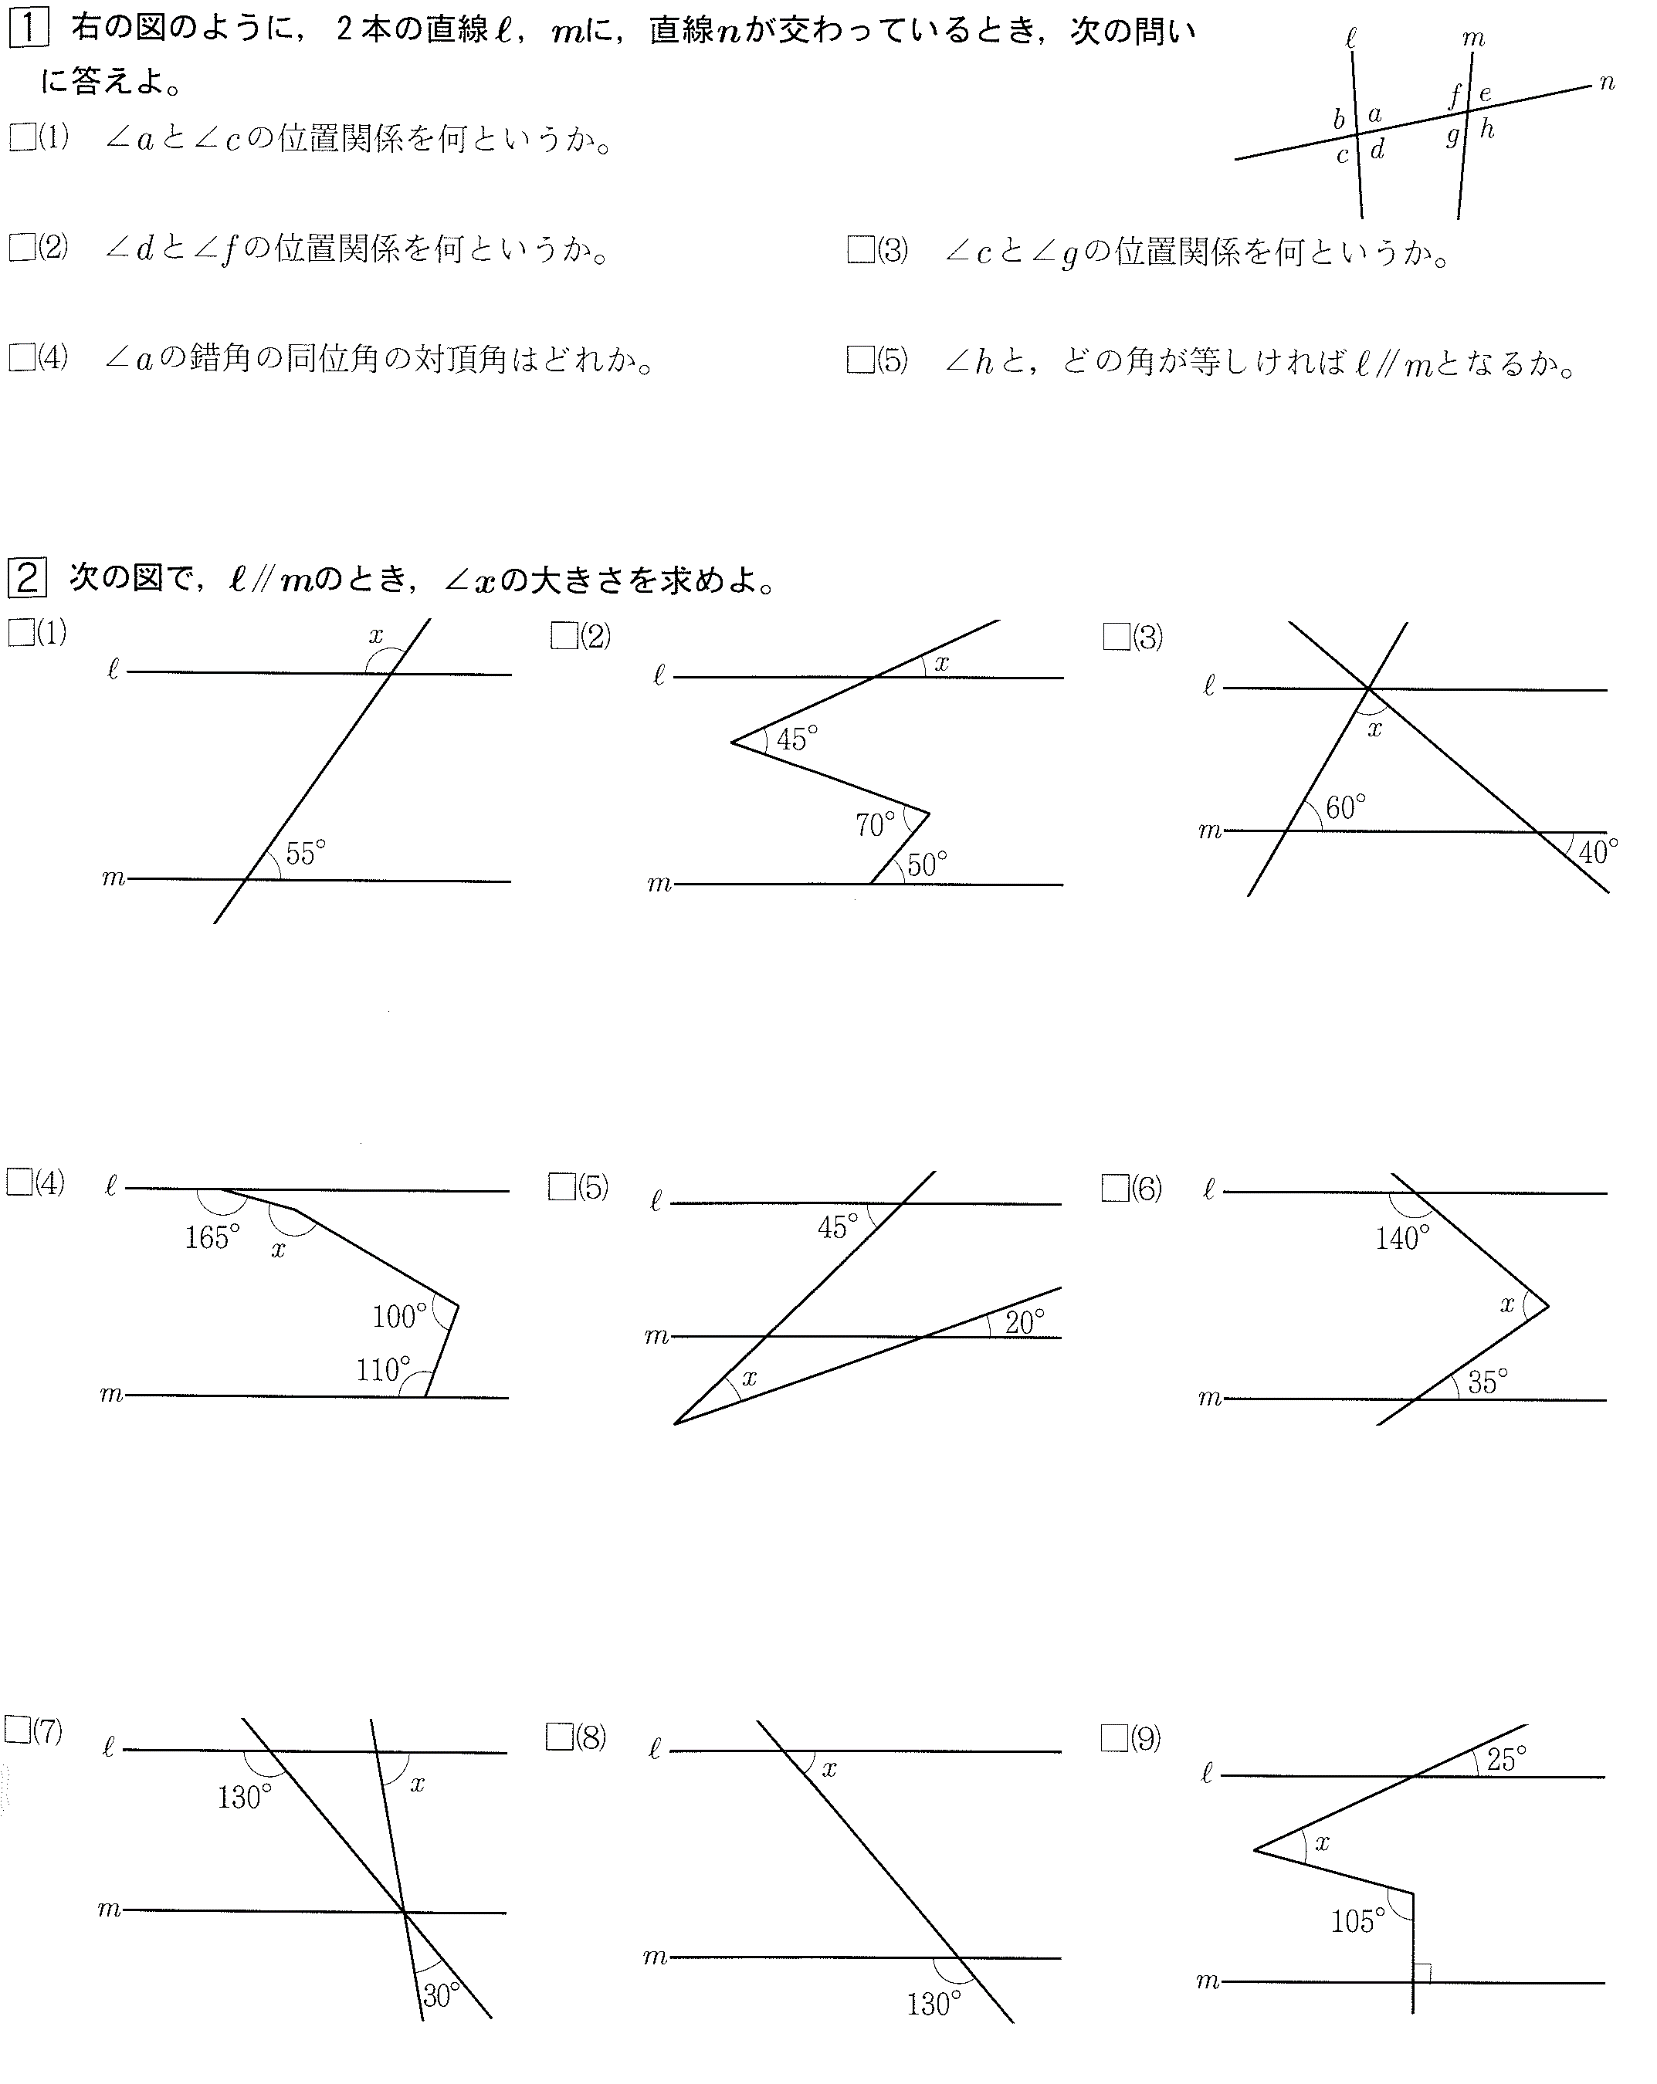 1 右の図のように，2本の直線ℓ，mに，直線nが交わっているとき，次の問い
に答えよ。
ℓ m n
b a f e
c d g h
□(1) ∠aと∠cの位置関係を何というか。
□(2) ∠dと∠fの位置関係を何というか。
□(3) ∠cと∠gの位置関係を何というか。
□(4) ∠aの錯角の同位角の対頂角はどれか。
□(5) ∠hと，どの角が等しければℓ//mとなるか。
2 次の図で，ℓ//mのとき，∠xの大きさを求めよ。
□(1)
x
ℓ
55°
m
□(2)
ℓ
x
45°
70°
50°
m
□(3)
ℓ
x
60°
m
40°
□(4)
ℓ
165°
x
100°
110°
m
□(5)
ℓ
45°
m
20°
x
□(6)
ℓ
140°
x
35°
m
□(7)
ℓ
130°
x
m
30°
□(8)
ℓ
x
m
130°
□(9)
25°
ℓ
x
105°
m